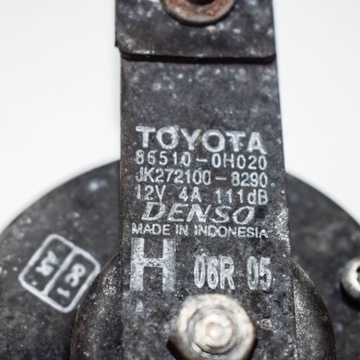 TOYOTA
86510-0H020
JK272100-8290
12V 4A 111dB
DENSO
MADE IN INDONESIA
H 06R 05